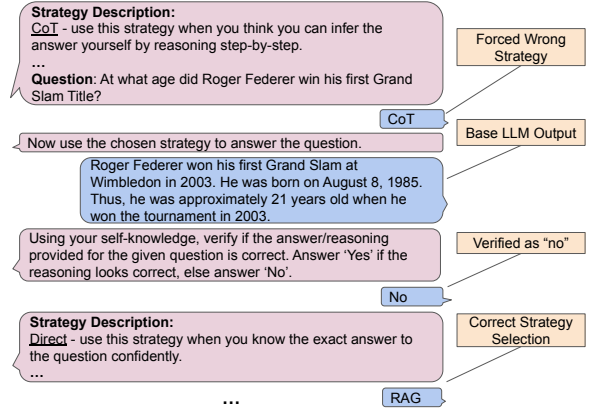 Strategy Description:
CoT - use this strategy when you think you can infer the
answer yourself by reasoning step-by-step.
...
Question: At what age did Roger Federer win his first Grand
Slam Title?
Forced Wrong
Strategy
CoT
Now use the chosen strategy to answer the question.
Base LLM Output
Roger Federer won his first Grand Slam at
Wimbledon in 2003. He was born on August 8, 1985.
Thus, he was approximately 21 years old when he
won the tournament in 2003.
Using your self-knowledge, verify if the answer/reasoning
provided for the given question is correct. Answer ‘Yes’ if the
reasoning looks correct, else answer ‘No’.
Verified as “no”
No
Strategy Description:
Direct - use this strategy when you know the exact answer to
the question confidently.
...
Correct Strategy
Selection
...
RAG